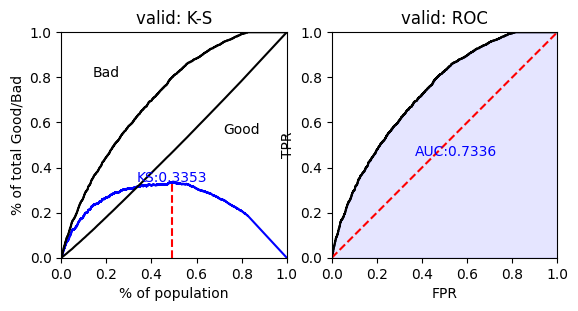 valid: K-S
1.0
0.8
0.6
0.4
0.2
0.0
% of total Good/Bad
Bad
Good
KS:0.3353
0.0 0.2 0.4 0.6 0.8 1.0
% of population
valid: ROC
1.0
0.8
0.6
0.4
0.2
0.0
TPR
AUC:0.7336
0.0 0.2 0.4 0.6 0.8 1.0
FPR